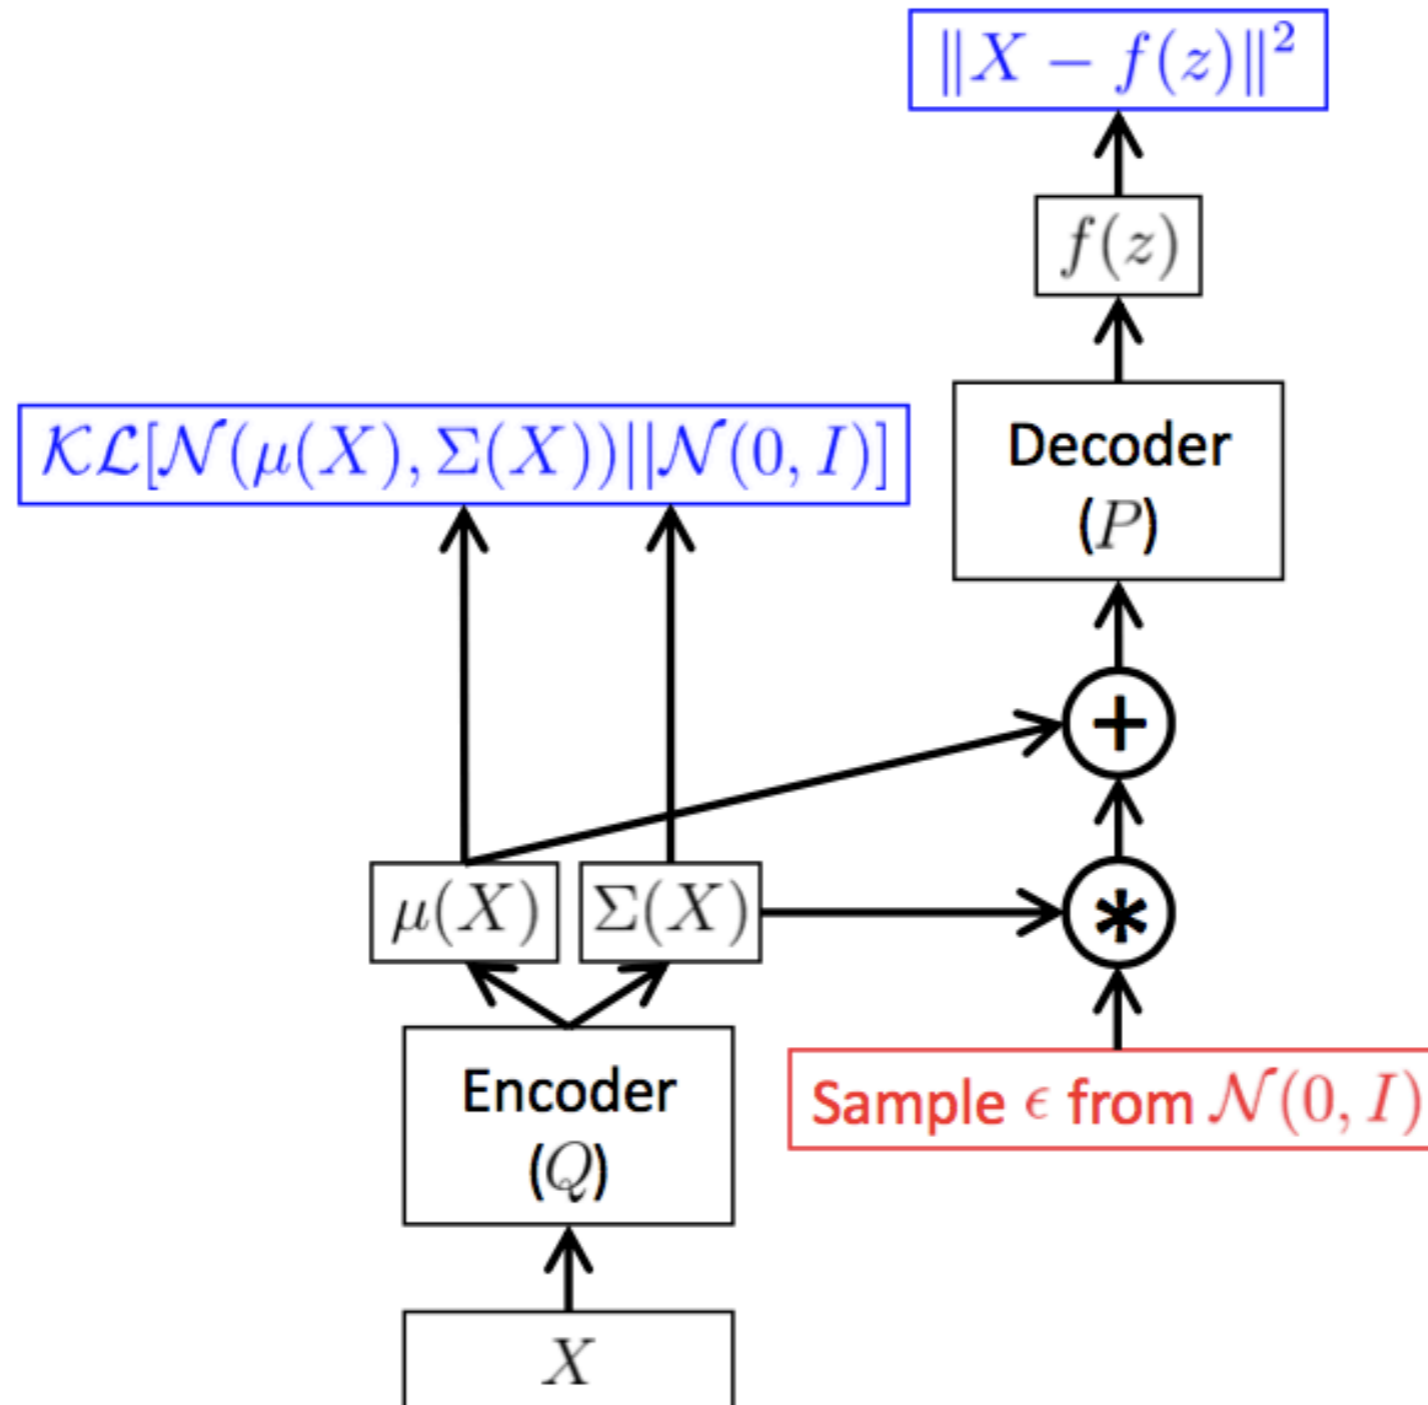 ‖X − f(z)‖²
f(z)
𝒦ℒ[𝒩(μ(X), Σ(X))||𝒩(0, I)]
Decoder
(P)
+
μ(X)
Σ(X)
*
Encoder
(Q)
Sample ϵ from 𝒩(0, I)
X